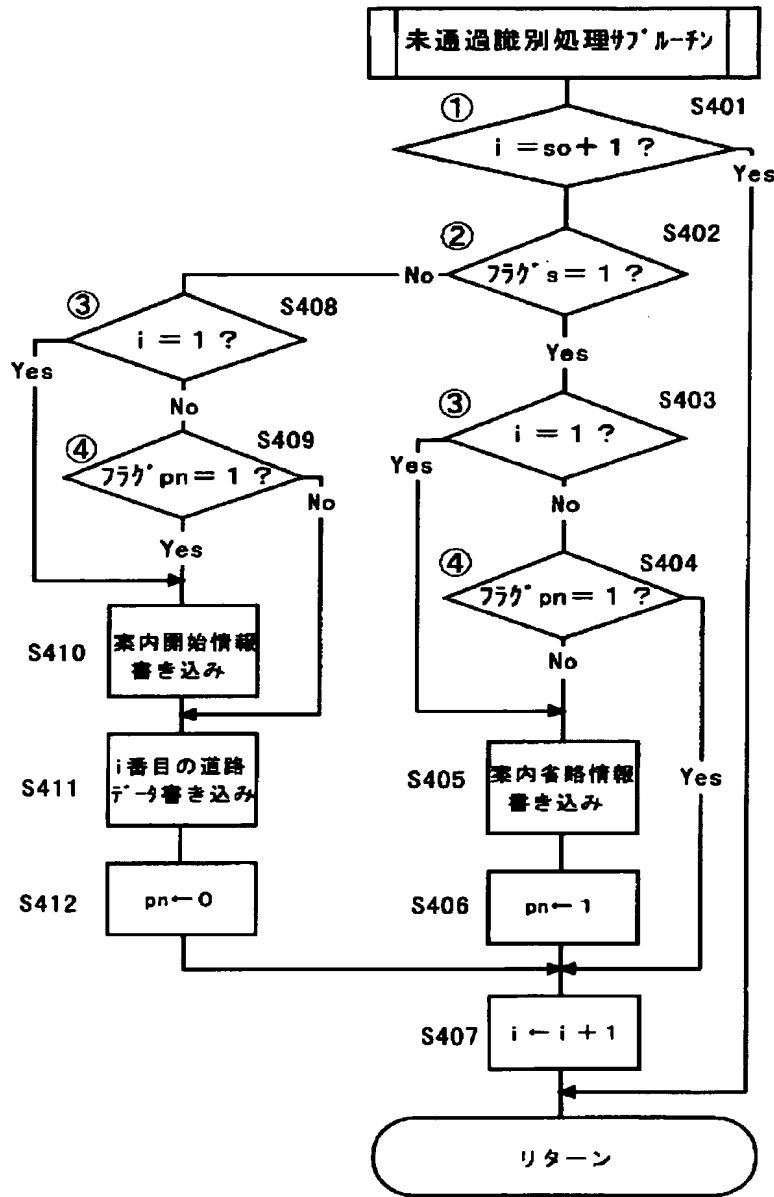 未通過識別処理サブルーチン
① S401
i=so+1?
Yes
② S402
フラグs=1?
No
Yes
③ S408
i=1?
Yes
No
③ S403
i=1?
Yes
No
④ S409
フラグpn=1?
No
Yes
④ S404
フラグpn=1?
No
Yes
S410
案内開始情報
書き込み
S411
i番目の道路
データ書き込み
S412
pn←0
S405
案内省略情報
書き込み
S406
pn←1
S407
i←i+1
リターン